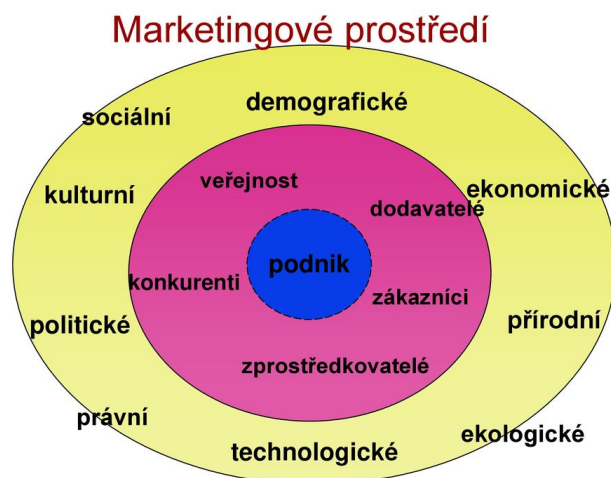 Marketingové prostředí
demografické
sociální
veřejnost
kulturní
ekonomické
dodavatelé
podnik
konkurenti
zákazníci
politické
přírodní
zprostředkovatelé
právní
technologické
ekologické